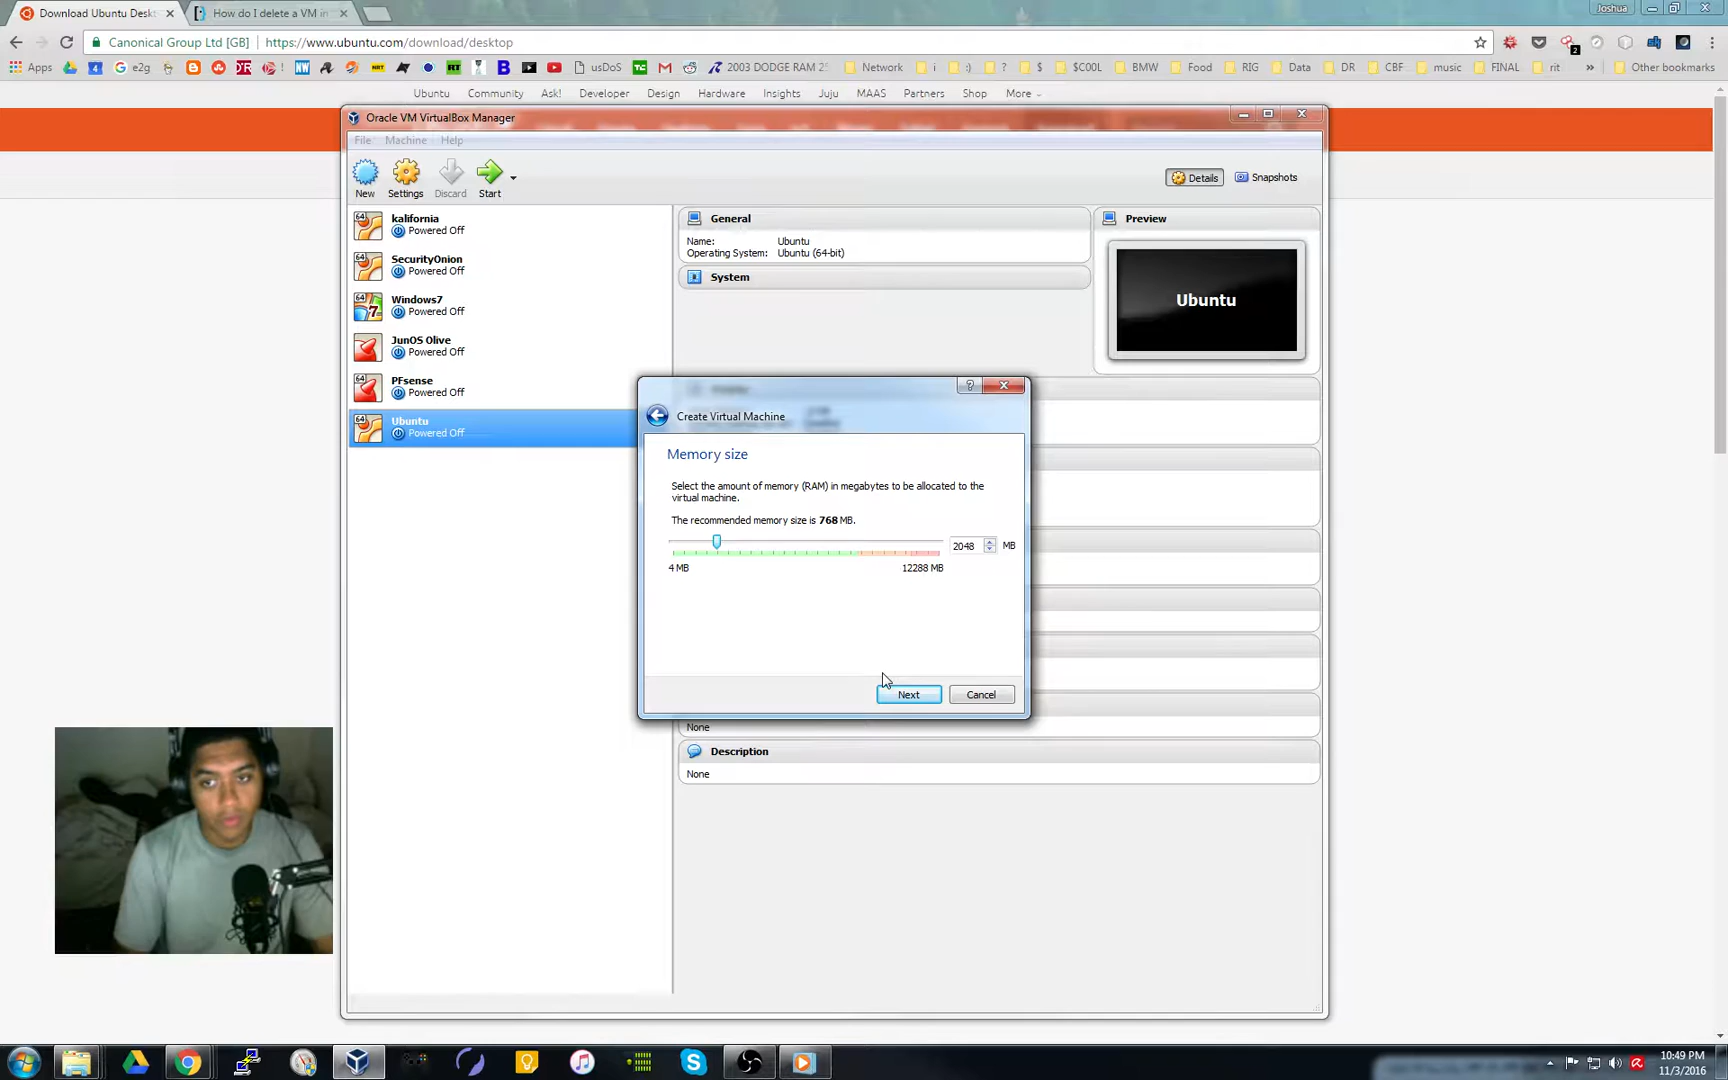 Download Ubuntu Deskt
How do I delete a VM in
Joshua
Canonical Group Ltd [GB]
https://www.ubuntu.com/download/desktop
Apps
e2g
usDoS
2003 DODGE RAM 25
Network
i
:)
?
$
$C00L
BMW
Food
RIG
Data
DR
CBF
music
FINAL
rit
»
Other bookmarks
Ubuntu
Community
Ask!
Developer
Design
Hardware
Insights
Juju
MAAS
Partners
Shop
More
Oracle VM VirtualBox Manager
File
Machine
Help
New
Settings
Discard
Start
Details
Snapshots
kalifornia
Powered Off
SecurityOnion
Powered Off
Windows7
Powered Off
JunOS Olive
Powered Off
PFsense
Powered Off
Ubuntu
Powered Off
General
Name: Ubuntu
Operating System: Ubuntu (64-bit)
System
Preview
Ubuntu
Create Virtual Machine
Memory size
Select the amount of memory (RAM) in megabytes to be allocated to the
virtual machine.
The recommended memory size is 768 MB.
2048 MB
4 MB
12288 MB
Next
Cancel
None
Description
None
10:49 PM
11/3/2016